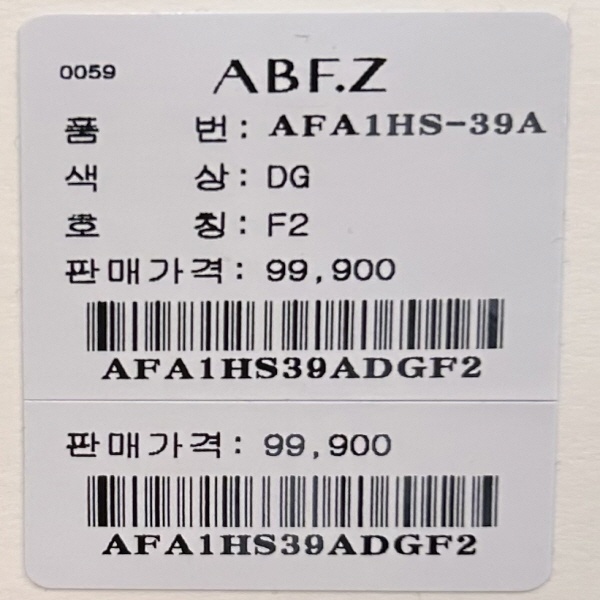 0059 ABF.Z
품 번: AFA1HS-39A
색 상: DG
호 칭: F2
판매가격: 99,900
AFA1HS39ADGF2
판매가격: 99,900
AFA1HS39ADGF2